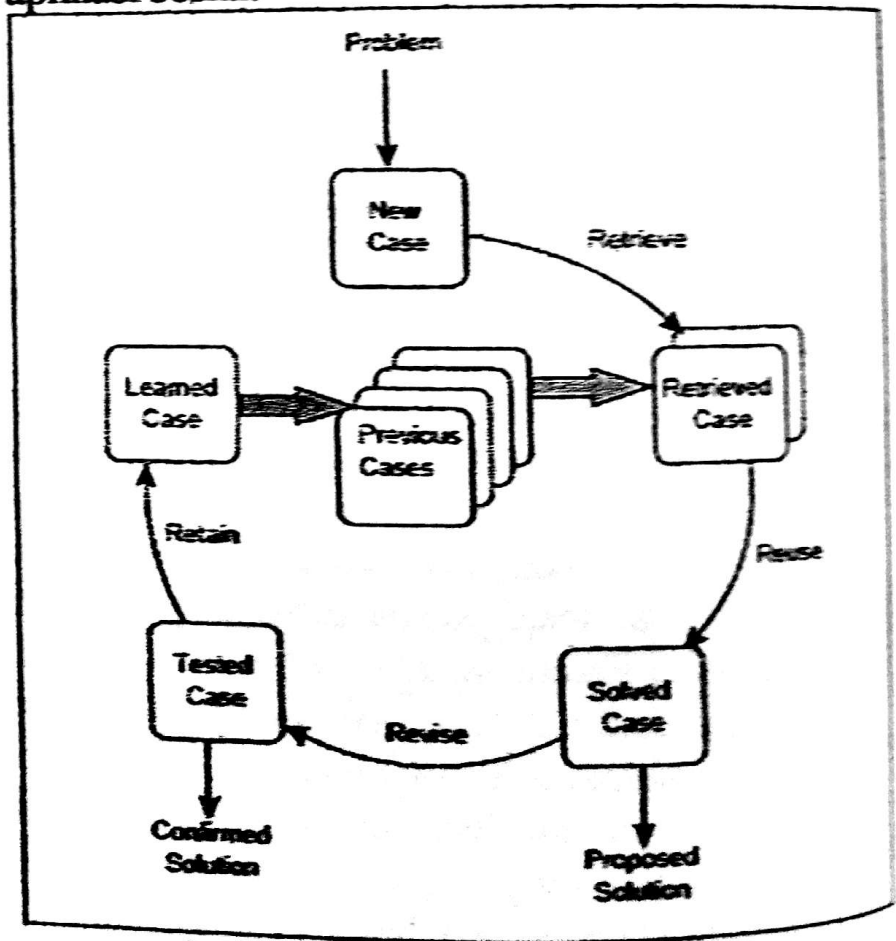 Problem
New
Case
Retrieve
Learned
Case
Previous
Cases
Retrieved
Case
Retain
Reuse
Tested
Case
Solved
Case
Revise
Confirmed
Solution
Proposed
Solution